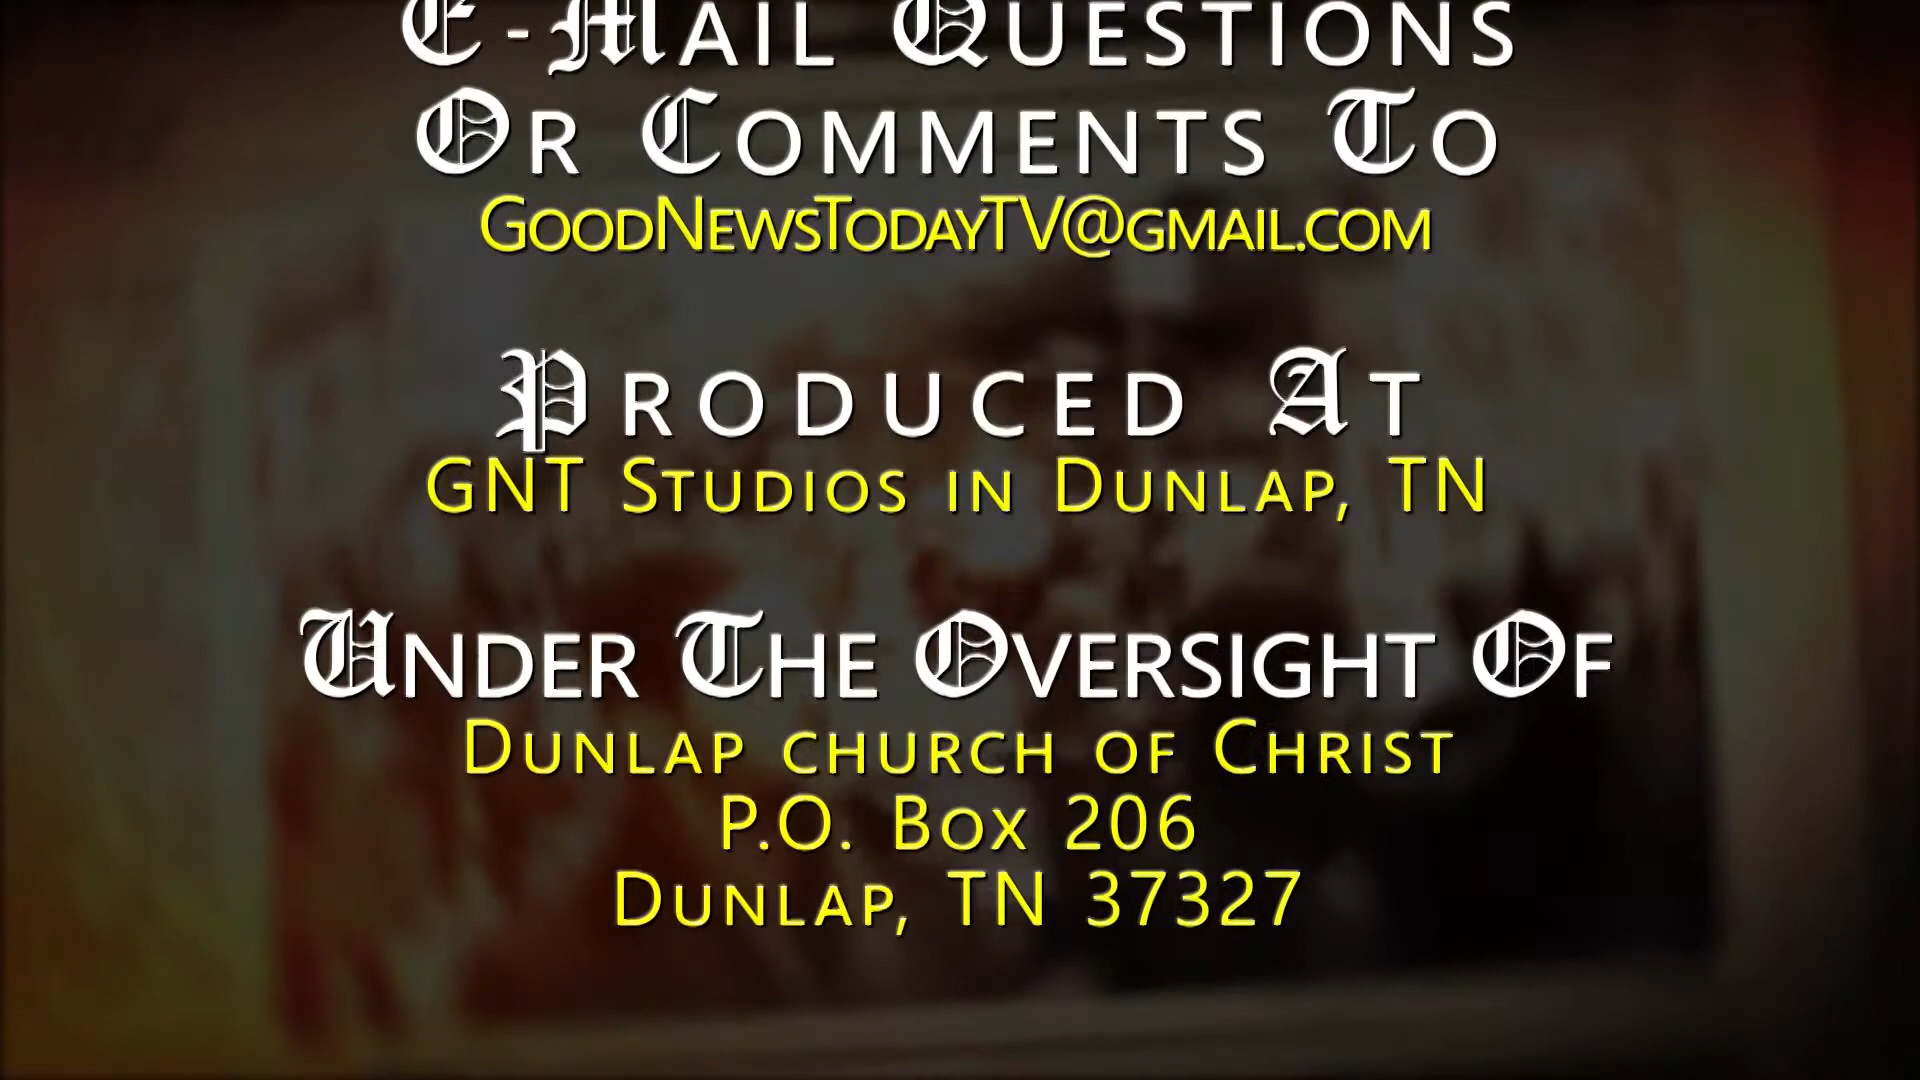 E-Mail Questions
Or Comments To
GoodNewsTodayTV@gmail.com
Produced At
GNT Studios in Dunlap, TN
Under The Oversight Of
Dunlap church of Christ
P.O. Box 206
Dunlap, TN 37327